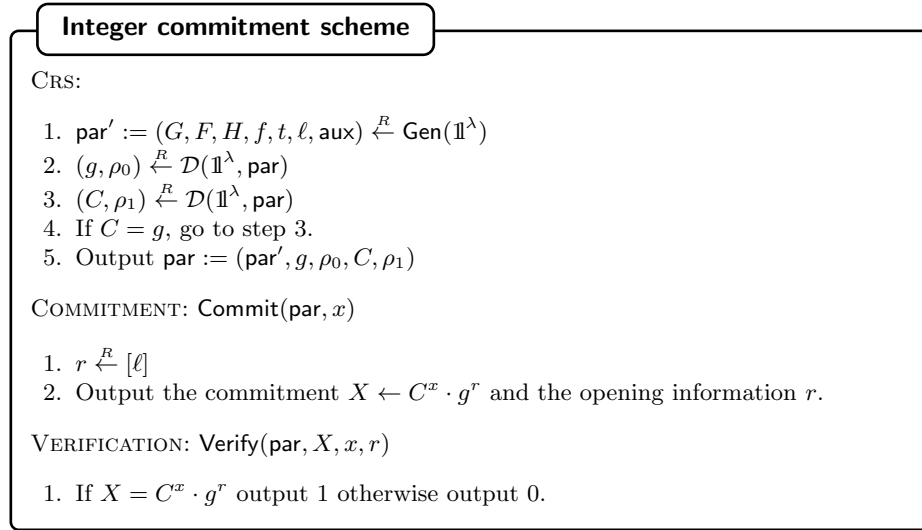 Integer commitment scheme
CRS:
1. par′ := (G, F, H, f, t, ℓ, aux) ←R Gen(𝟙^λ)
2. (g, ρ₀) ←R 𝒟(𝟙^λ, par)
3. (C, ρ₁) ←R 𝒟(𝟙^λ, par)
4. If C = g, go to step 3.
5. Output par := (par′, g, ρ₀, C, ρ₁)
COMMITMENT: Commit(par, x)
1. r ←R [ℓ]
2. Output the commitment X ← C^x · g^r and the opening information r.
VERIFICATION: Verify(par, X, x, r)
1. If X = C^x · g^r output 1 otherwise output 0.